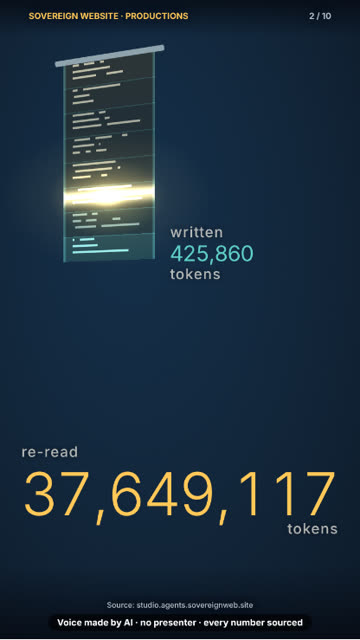 SOVEREIGN WEBSITE · PRODUCTIONS
2 / 10
written
425,860
tokens
re-read
37,649,117
tokens
Source: studio.agents.sovereignweb.site
Voice made by AI · no presenter · every number sourced